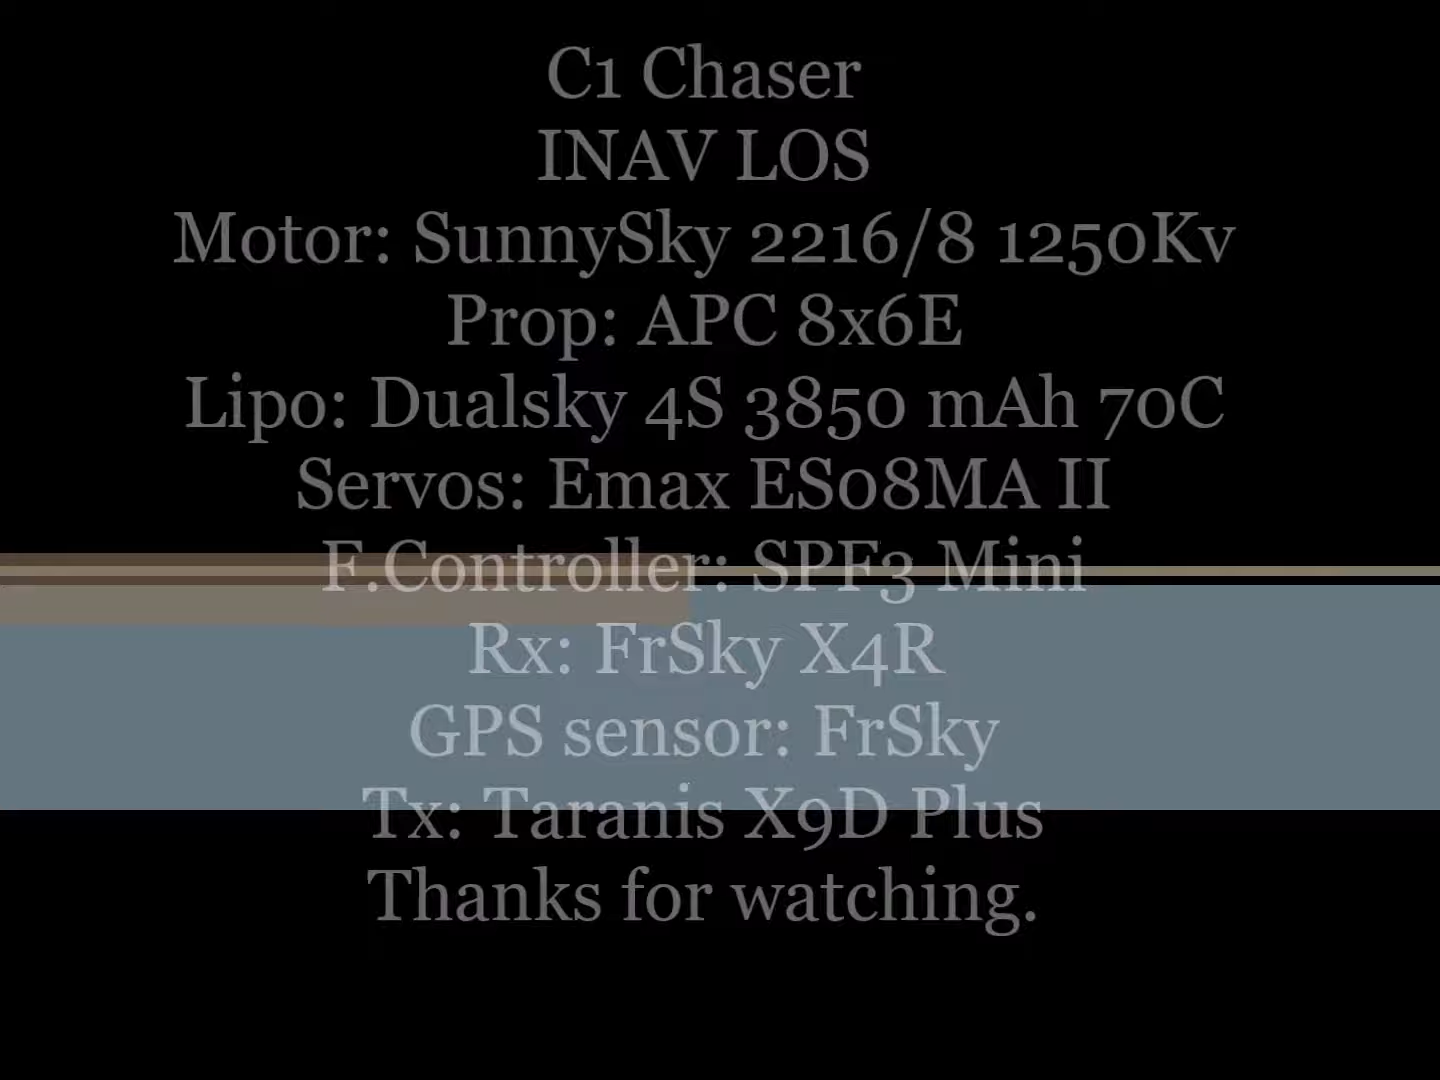 C1 Chaser
INAV LOS
Motor: SunnySky 2216/8 1250Kv
Prop: APC 8x6E
Lipo: Dualsky 4S 3850 mAh 70C
Servos: Emax ES08MA II
F.Controller: SPF3 Mini
Rx: FrSky X4R
GPS sensor: FrSky
Tx: Taranis X9D Plus
Thanks for watching.